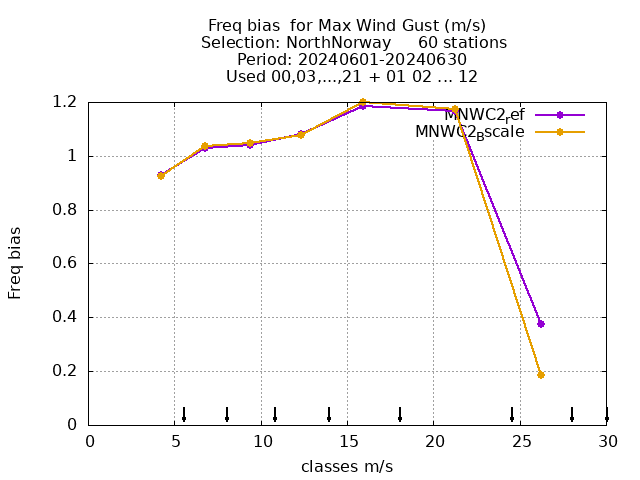 Freq bias  for Max Wind Gust (m/s)
Selection: NorthNorway     60 stations
Period: 20240601-20240630
Used 00,03,...,21 + 01 02 ... 12
MNWC2ref
MNWC2Bscale
1.2
1
0.8
0.6
0.4
0.2
0
Freq bias
0 5 10 15 20 25 30
classes m/s